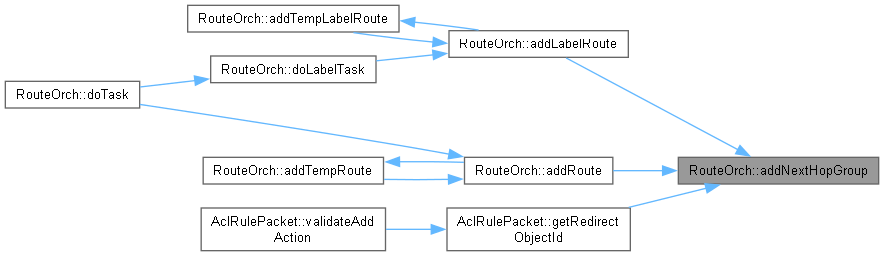 RouteOrch::addTempLabelRoute
RouteOrch::addLabelRoute
RouteOrch::doLabelTask
RouteOrch::doTask
RouteOrch::addTempRoute
RouteOrch::addRoute
RouteOrch::addNextHopGroup
AclRulePacket::validateAdd
Action
AclRulePacket::getRedirect
ObjectId